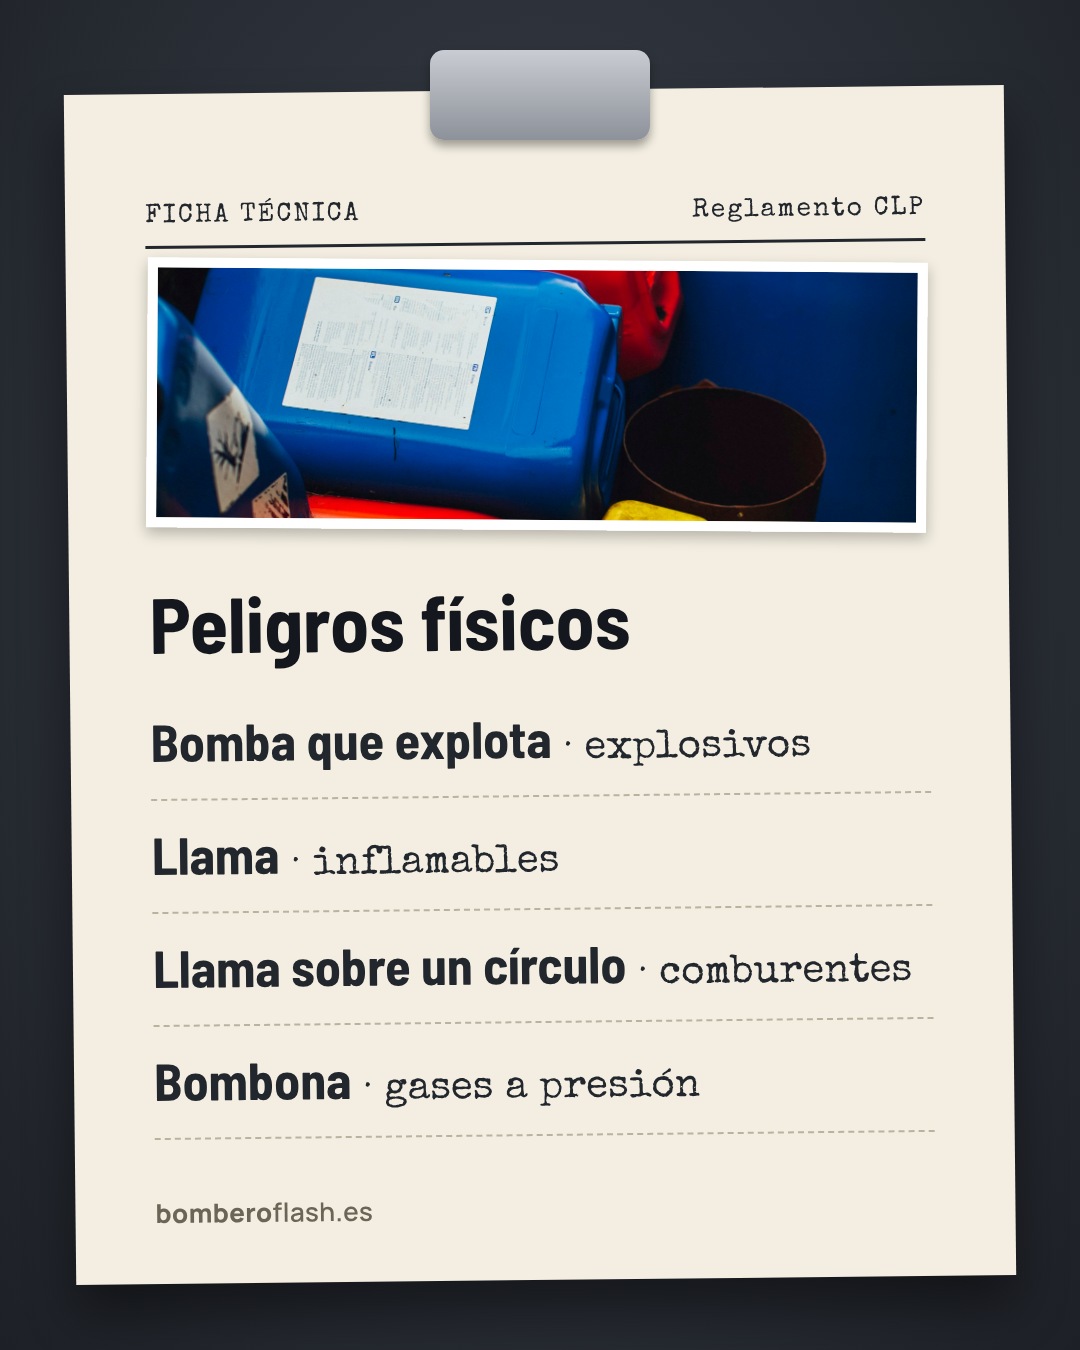 FICHA TÉCNICA
Reglamento CLP
Peligros físicos
Bomba que explota · explosivos
Llama · inflamables
Llama sobre un círculo · comburentes
Bombona · gases a presión
bomberoflash.es